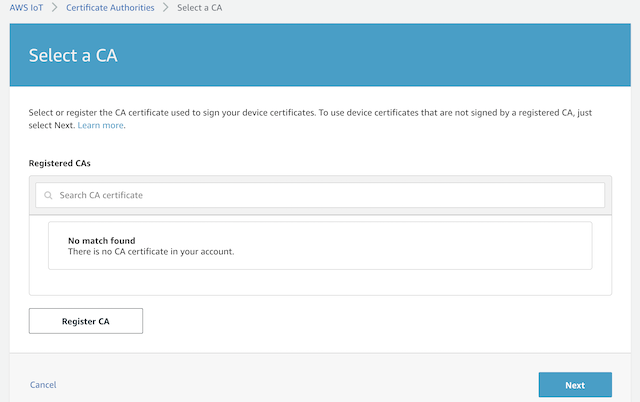 AWS IoT > Certificate Authorities > Select a CA
Select a CA
Select or register the CA certificate used to sign your device certificates. To use device certificates that are not signed by a registered CA, just
select Next. Learn more.
Registered CAs
Search CA certificate
No match found
There is no CA certificate in your account.
Register CA
Cancel
Next